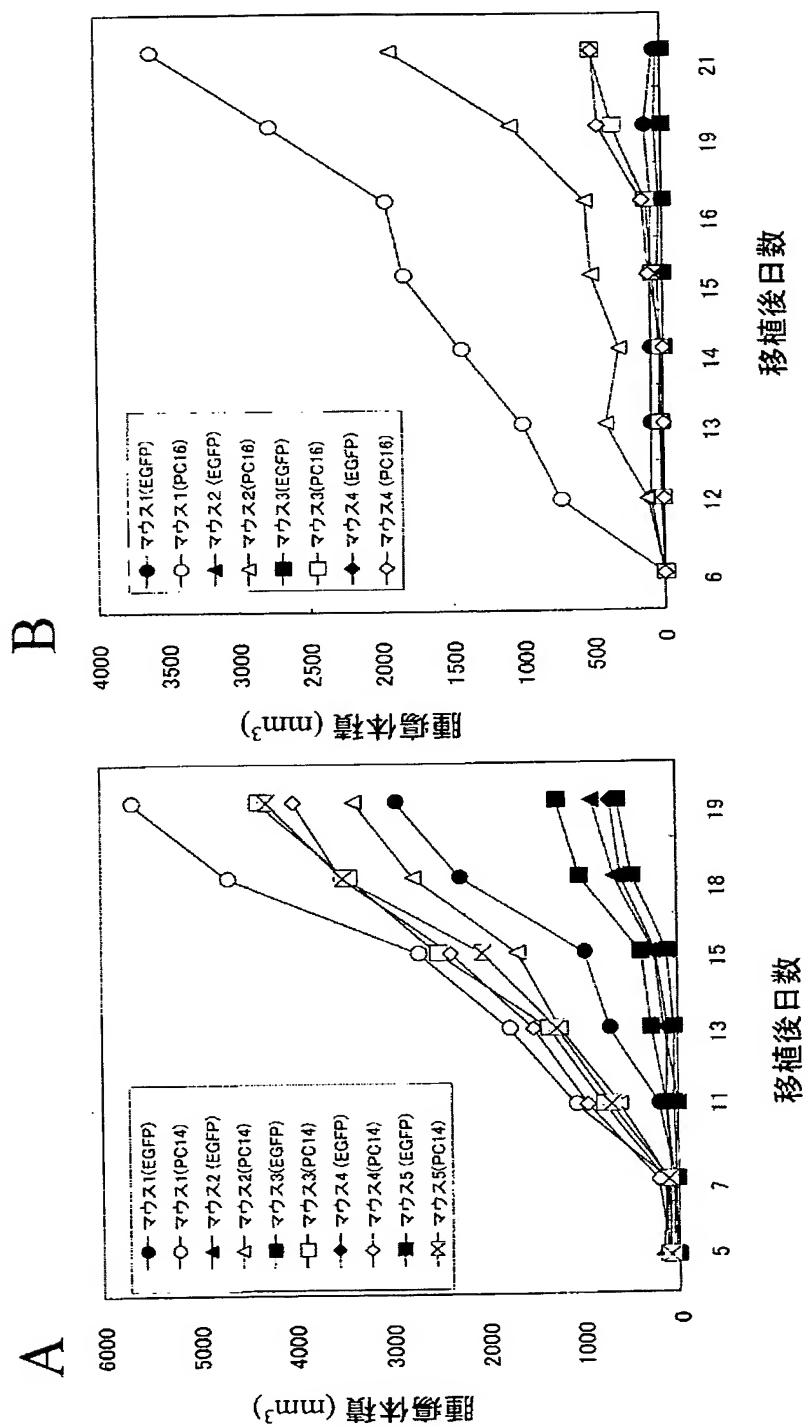 A
腫瘍体積 (mm³)
6000
5000
4000
3000
2000
1000
0
マウス1(EGFP)
マウス1(PC14)
マウス2 (EGFP)
マウス2(PC14)
マウス3(EGFP)
マウス3(PC14)
マウス4 (EGFP)
マウス4(PC14)
マウス5 (EGFP)
マウス5(PC14)
5 7 11 13 15 18 19
移植後日数
B
腫瘍体積 (mm³)
4000
3500
3000
2500
2000
1500
1000
500
0
マウス1(EGFP)
マウス1(PC16)
マウス2 (EGFP)
マウス2(PC16)
マウス3(EGFP)
マウス3(PC16)
マウス4 (EGFP)
マウス4 (PC16)
6 12 13 14 15 16 19 21
移植後日数